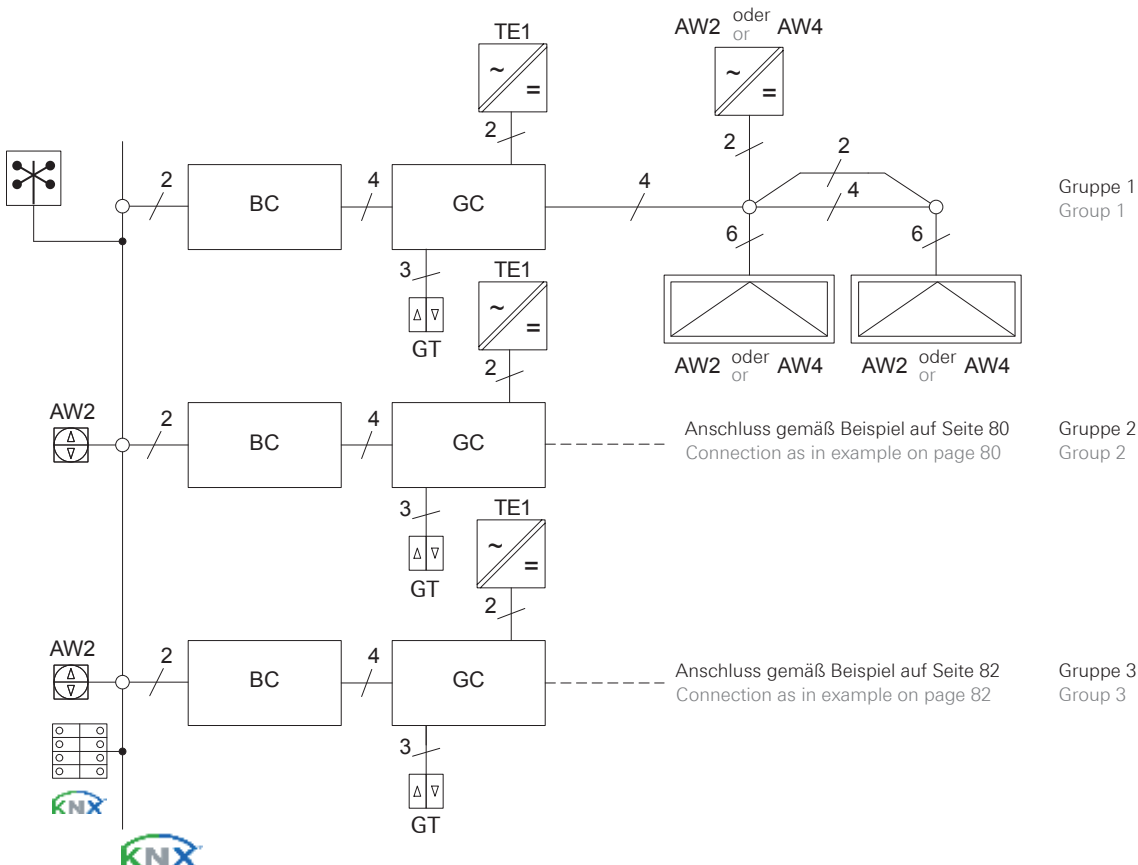 TE1
AW2 oder AW4
or
~
=
2
~
=
2
2
2
BC
4
GC
4
4
Gruppe 1
Group 1
6
6
3
TE1
GT
~
=
AW2 oder AW4
or
AW2 oder AW4
or
2
AW2
2
BC
4
GC
Anschluss gemäß Beispiel auf Seite 80
Connection as in example on page 80
Gruppe 2
Group 2
3
TE1
GT
~
=
2
AW2
2
BC
4
GC
Anschluss gemäß Beispiel auf Seite 82
Connection as in example on page 82
Gruppe 3
Group 3
3
GT
KNX
KNX